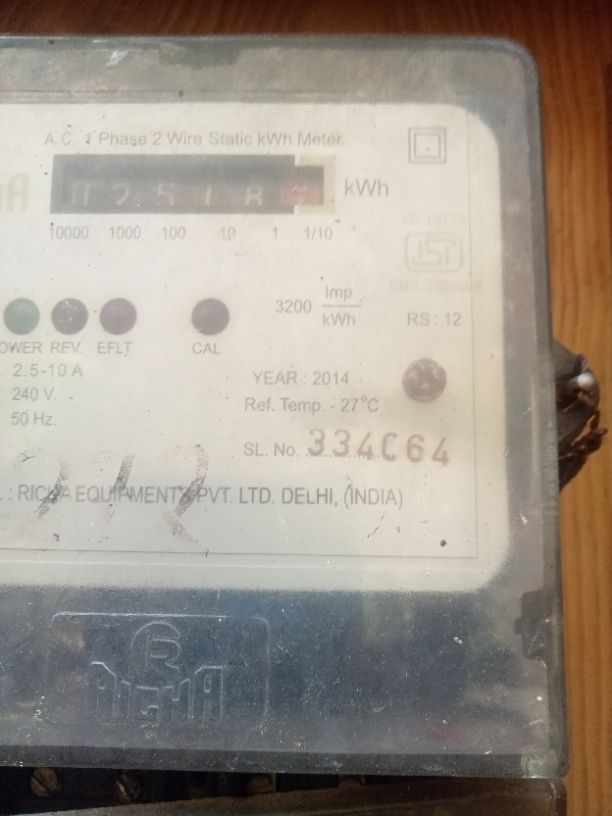 A.C. 1 Phase 2 Wire Static kWh Meter
02518
kWh
10000 1000 100 10 1 1/10
3200 Imp/kWh
RS : 12
REV. EFLT CAL
2.5-10 A
240 V.
50 Hz.
YEAR : 2014
Ref. Temp. - 27°C
SL. No. 334C64
: RICHA EQUIPMENTS PVT. LTD. DELHI, (INDIA)
RICHA